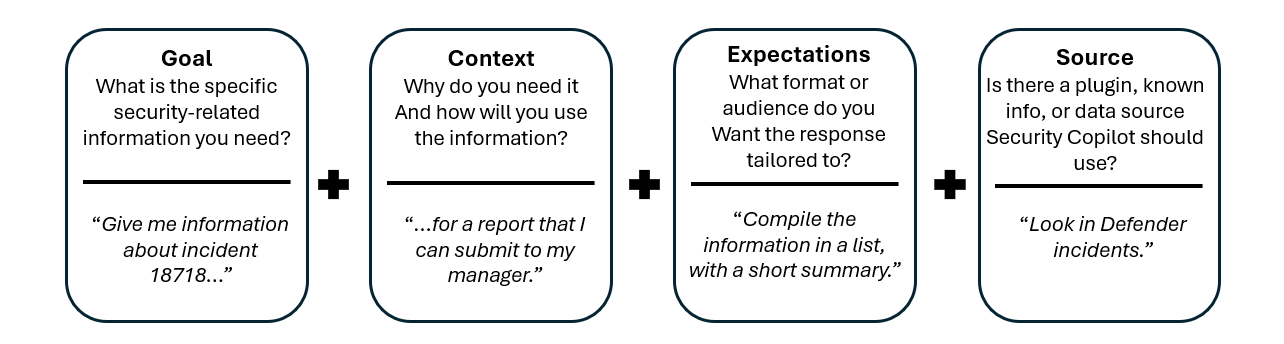 Goal
What is the specific
security-related
information you need?
“Give me information
about incident
18718...”
Context
Why do you need it
And how will you use
the information?
“...for a report that I
can submit to my
manager.”
Expectations
What format or
audience do you
Want the response
tailored to?
“Compile the
information in a list,
with a short summary.”
Source
Is there a plugin, known
info, or data source
Security Copilot should
use?
“Look in Defender
incidents.”